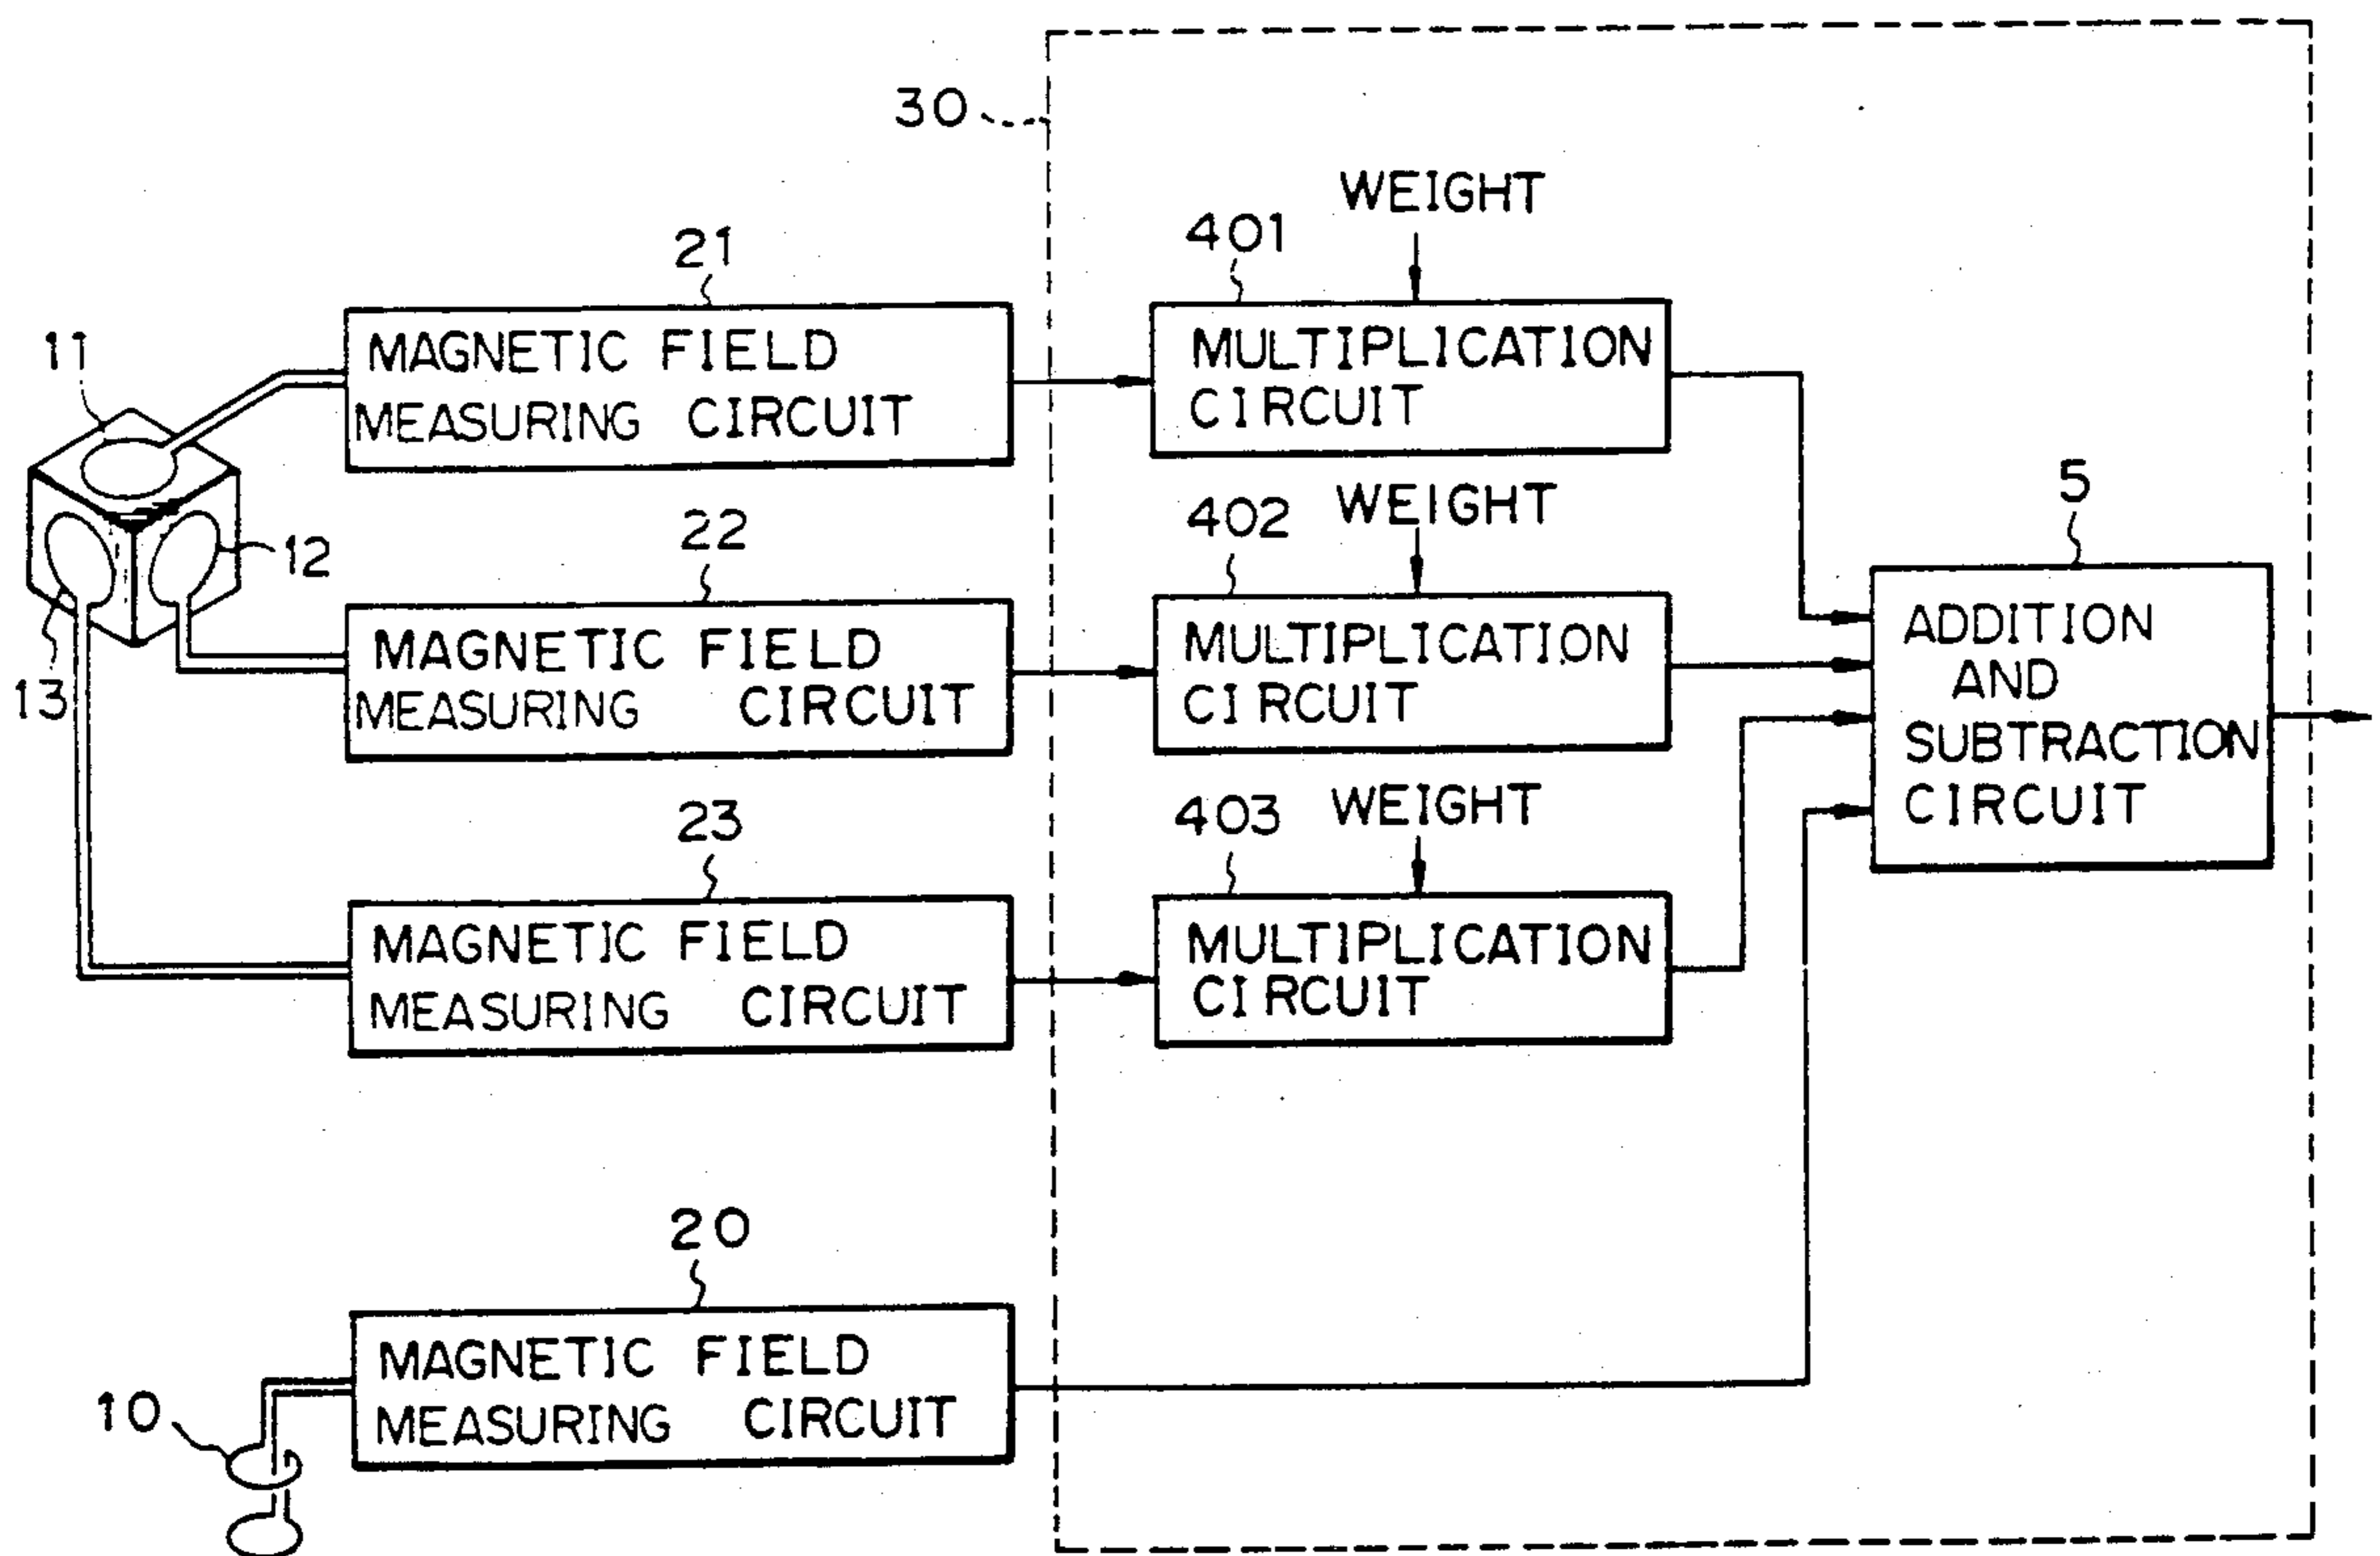 30
WEIGHT
401
21
MAGNETIC FIELD
MEASURING CIRCUIT
MULTIPLICATION
CIRCUIT
11
12
13
WEIGHT
402
22
MAGNETIC FIELD
MEASURING CIRCUIT
MULTIPLICATION
CIRCUIT
5
ADDITION
AND
SUBTRACTION
CIRCUIT
WEIGHT
403
23
MAGNETIC FIELD
MEASURING CIRCUIT
MULTIPLICATION
CIRCUIT
20
MAGNETIC FIELD
MEASURING CIRCUIT
10